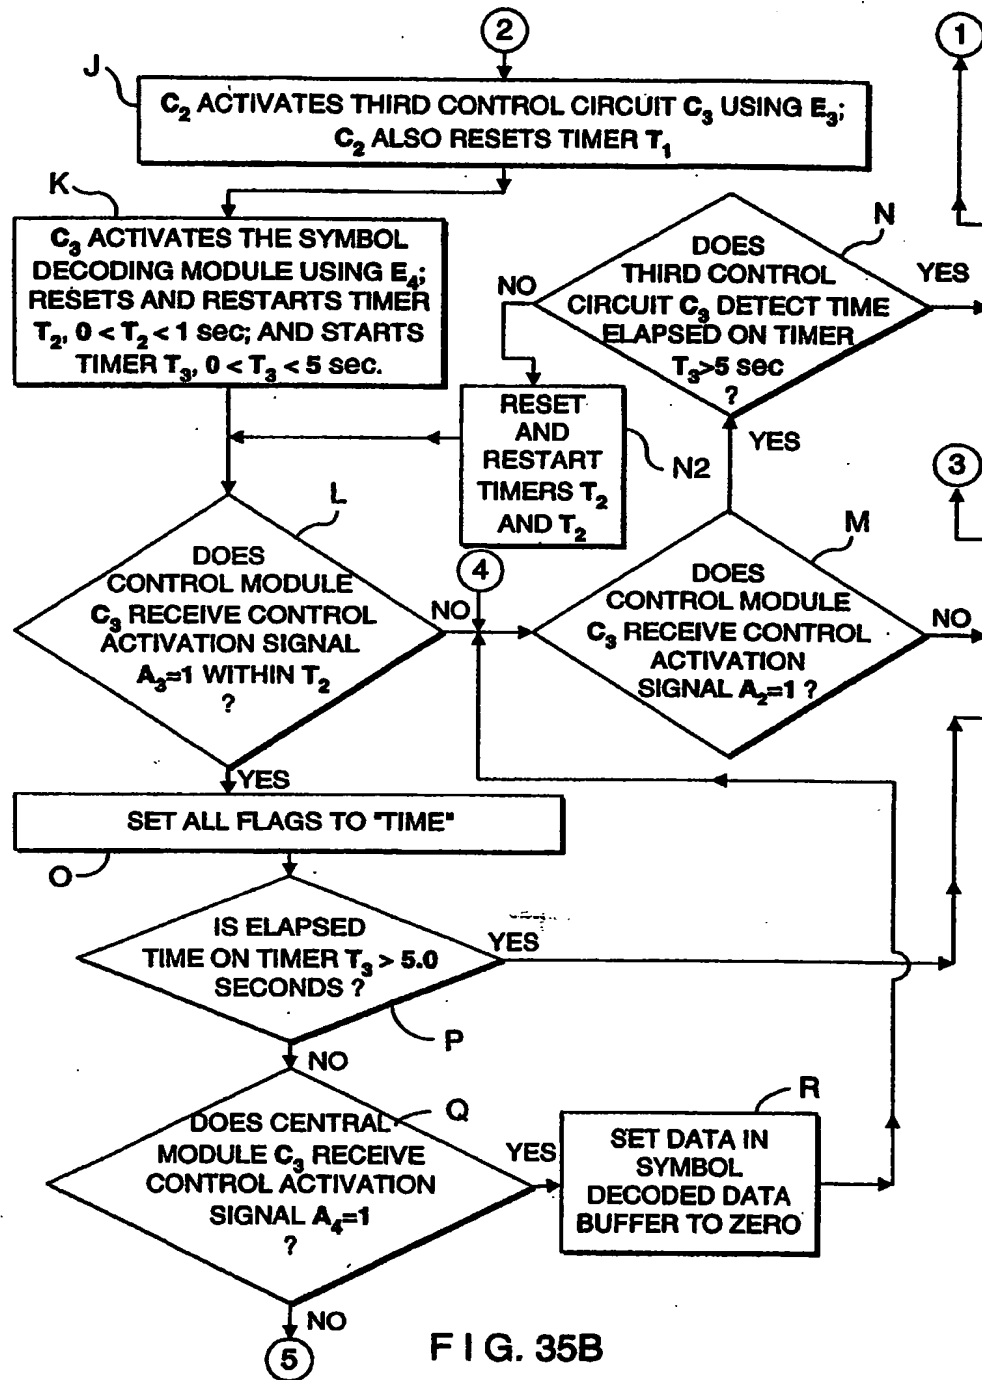 2
1
J
C₂ ACTIVATES THIRD CONTROL CIRCUIT C₃ USING E₃;
C₂ ALSO RESETS TIMER T₁
K
C₃ ACTIVATES THE SYMBOL
DECODING MODULE USING E₄;
RESETS AND RESTARTS TIMER
T₂, 0 < T₂ < 1 sec; AND STARTS
TIMER T₃, 0 < T₃ < 5 sec.
N
DOES
THIRD CONTROL
CIRCUIT C₃ DETECT TIME
ELAPSED ON TIMER
T₃>5 sec
?
NO
YES
YES
RESET
AND
RESTART
TIMERS T₂
AND T₂
N2
3
L
DOES
CONTROL MODULE
C₃ RECEIVE CONTROL
ACTIVATION SIGNAL
A₃=1 WITHIN T₂
?
NO
4
M
DOES
CONTROL MODULE
C₃ RECEIVE CONTROL
ACTIVATION
SIGNAL A₂=1 ?
NO
YES
SET ALL FLAGS TO "TIME"
O
IS ELAPSED
TIME ON TIMER T₃ > 5.0
SECONDS ?
YES
P
NO
DOES CENTRAL
MODULE C₃ RECEIVE
CONTROL ACTIVATION
SIGNAL A₄=1
?
Q
YES
R
SET DATA IN
SYMBOL
DECODED DATA
BUFFER TO ZERO
NO
5
FIG. 35B